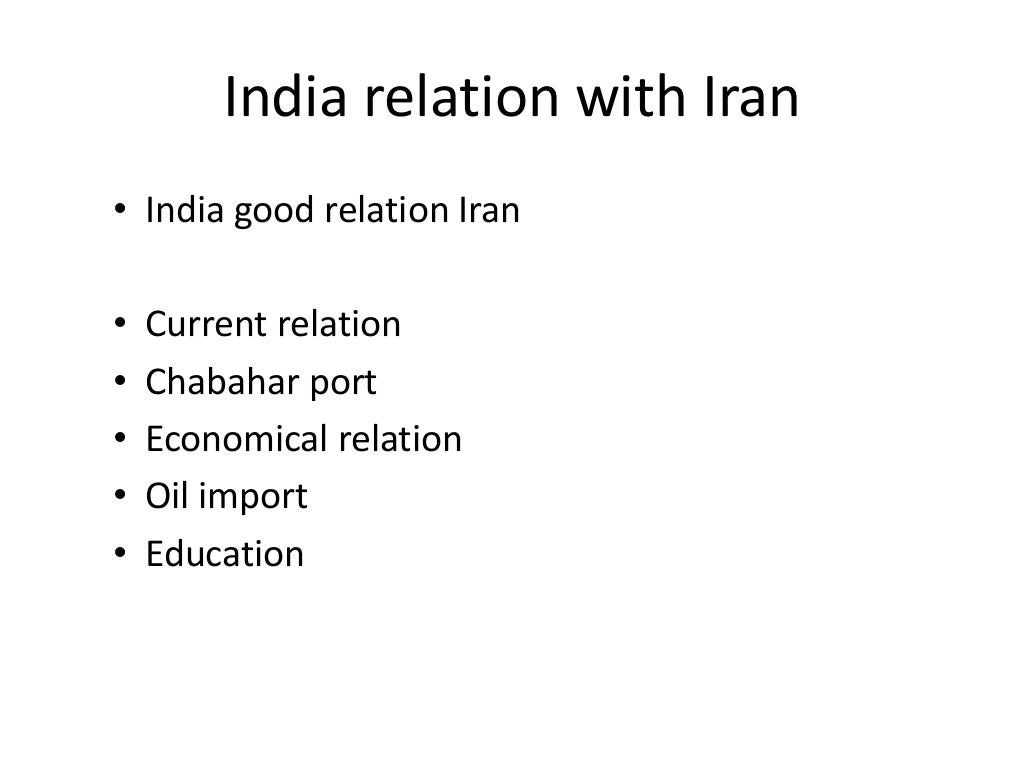 India relation with Iran
• India good relation Iran
• Current relation
• Chabahar port
• Economical relation
• Oil import
• Education